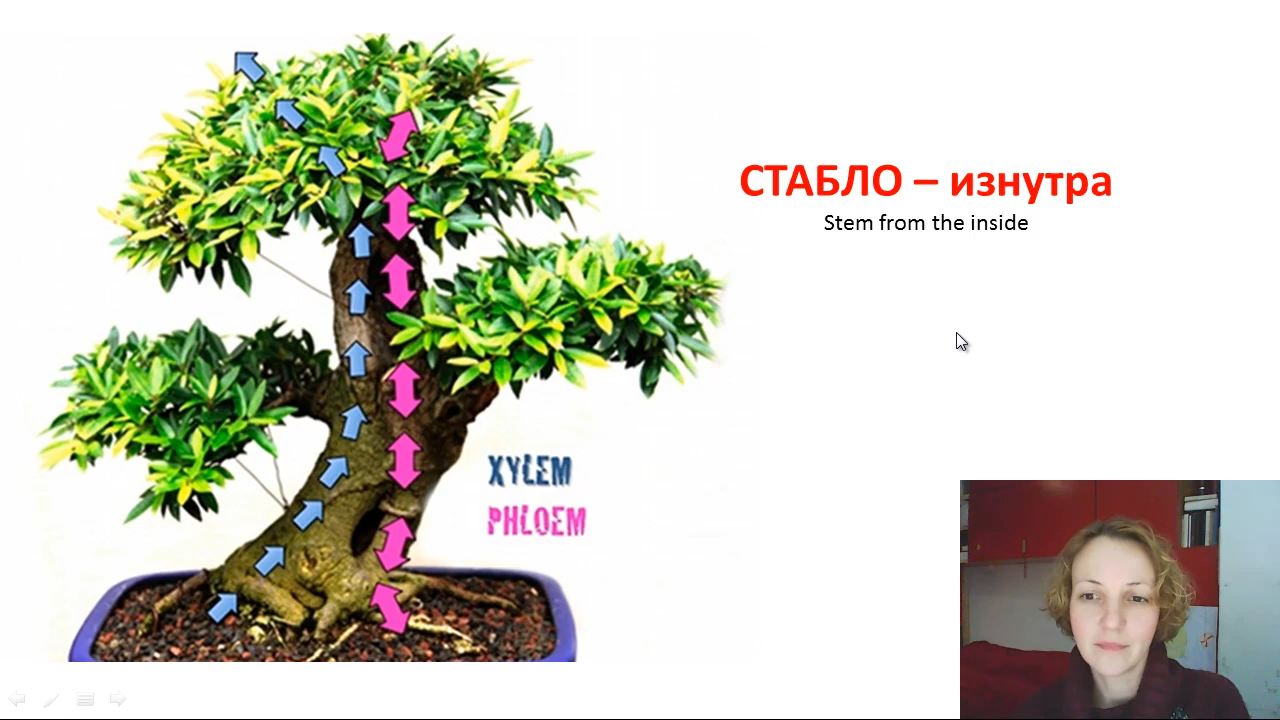 СТАБЛО – изнутра
Stem from the inside
XYLEM
PHLOEM